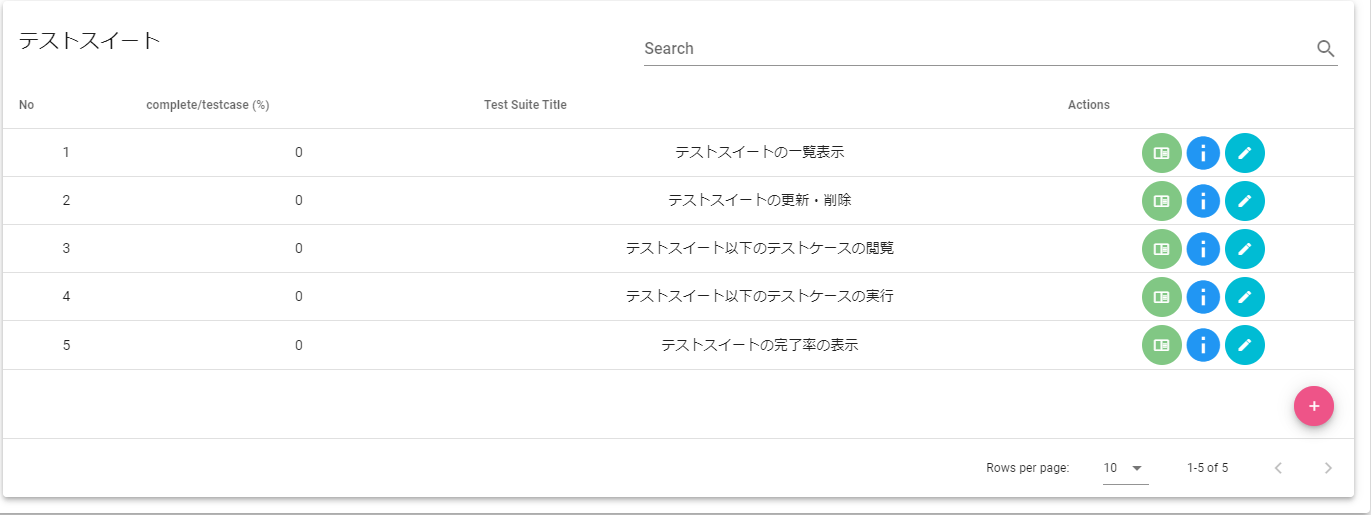 テストスイート
Search
No complete/testcase (%) Test Suite Title Actions
1 0 テストスイートの一覧表示
2 0 テストスイートの更新・削除
3 0 テストスイート以下のテストケースの閲覧
4 0 テストスイート以下のテストケースの実行
5 0 テストスイートの完了率の表示
Rows per page: 10 1-5 of 5